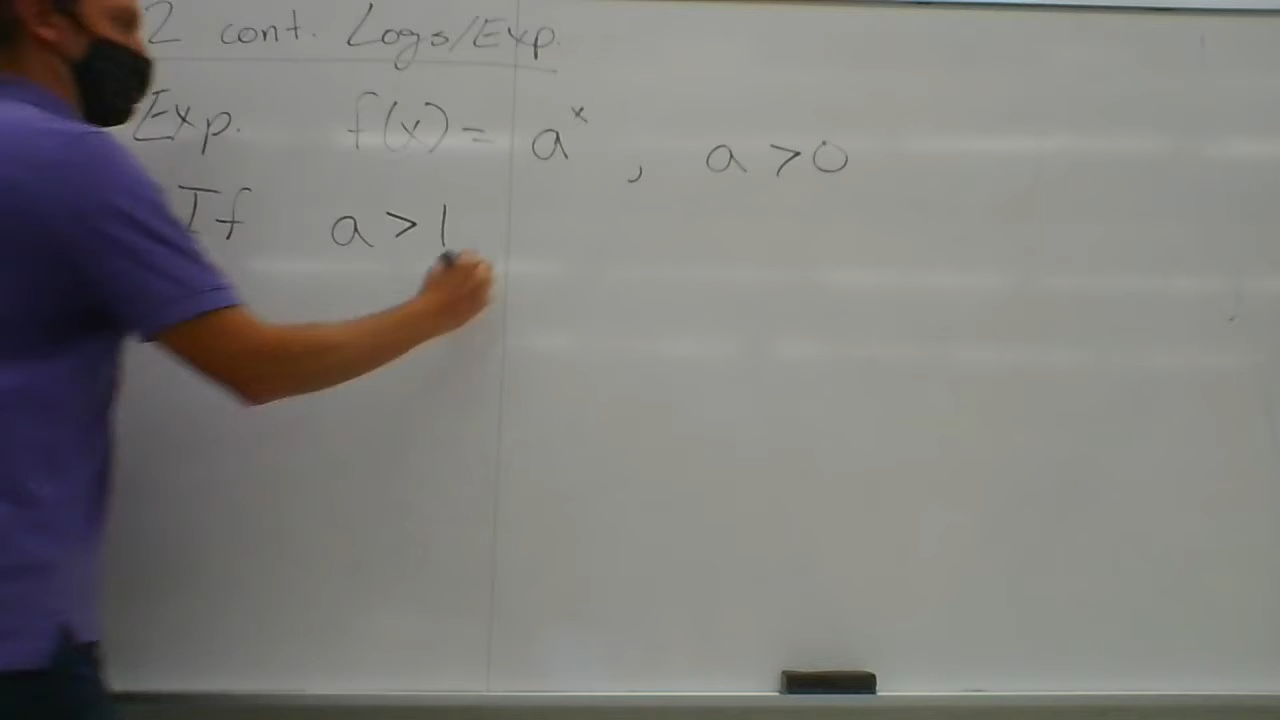 2 cont. Logs/Exp.
Exp. f(x) = a^x , a > 0
If a > 1